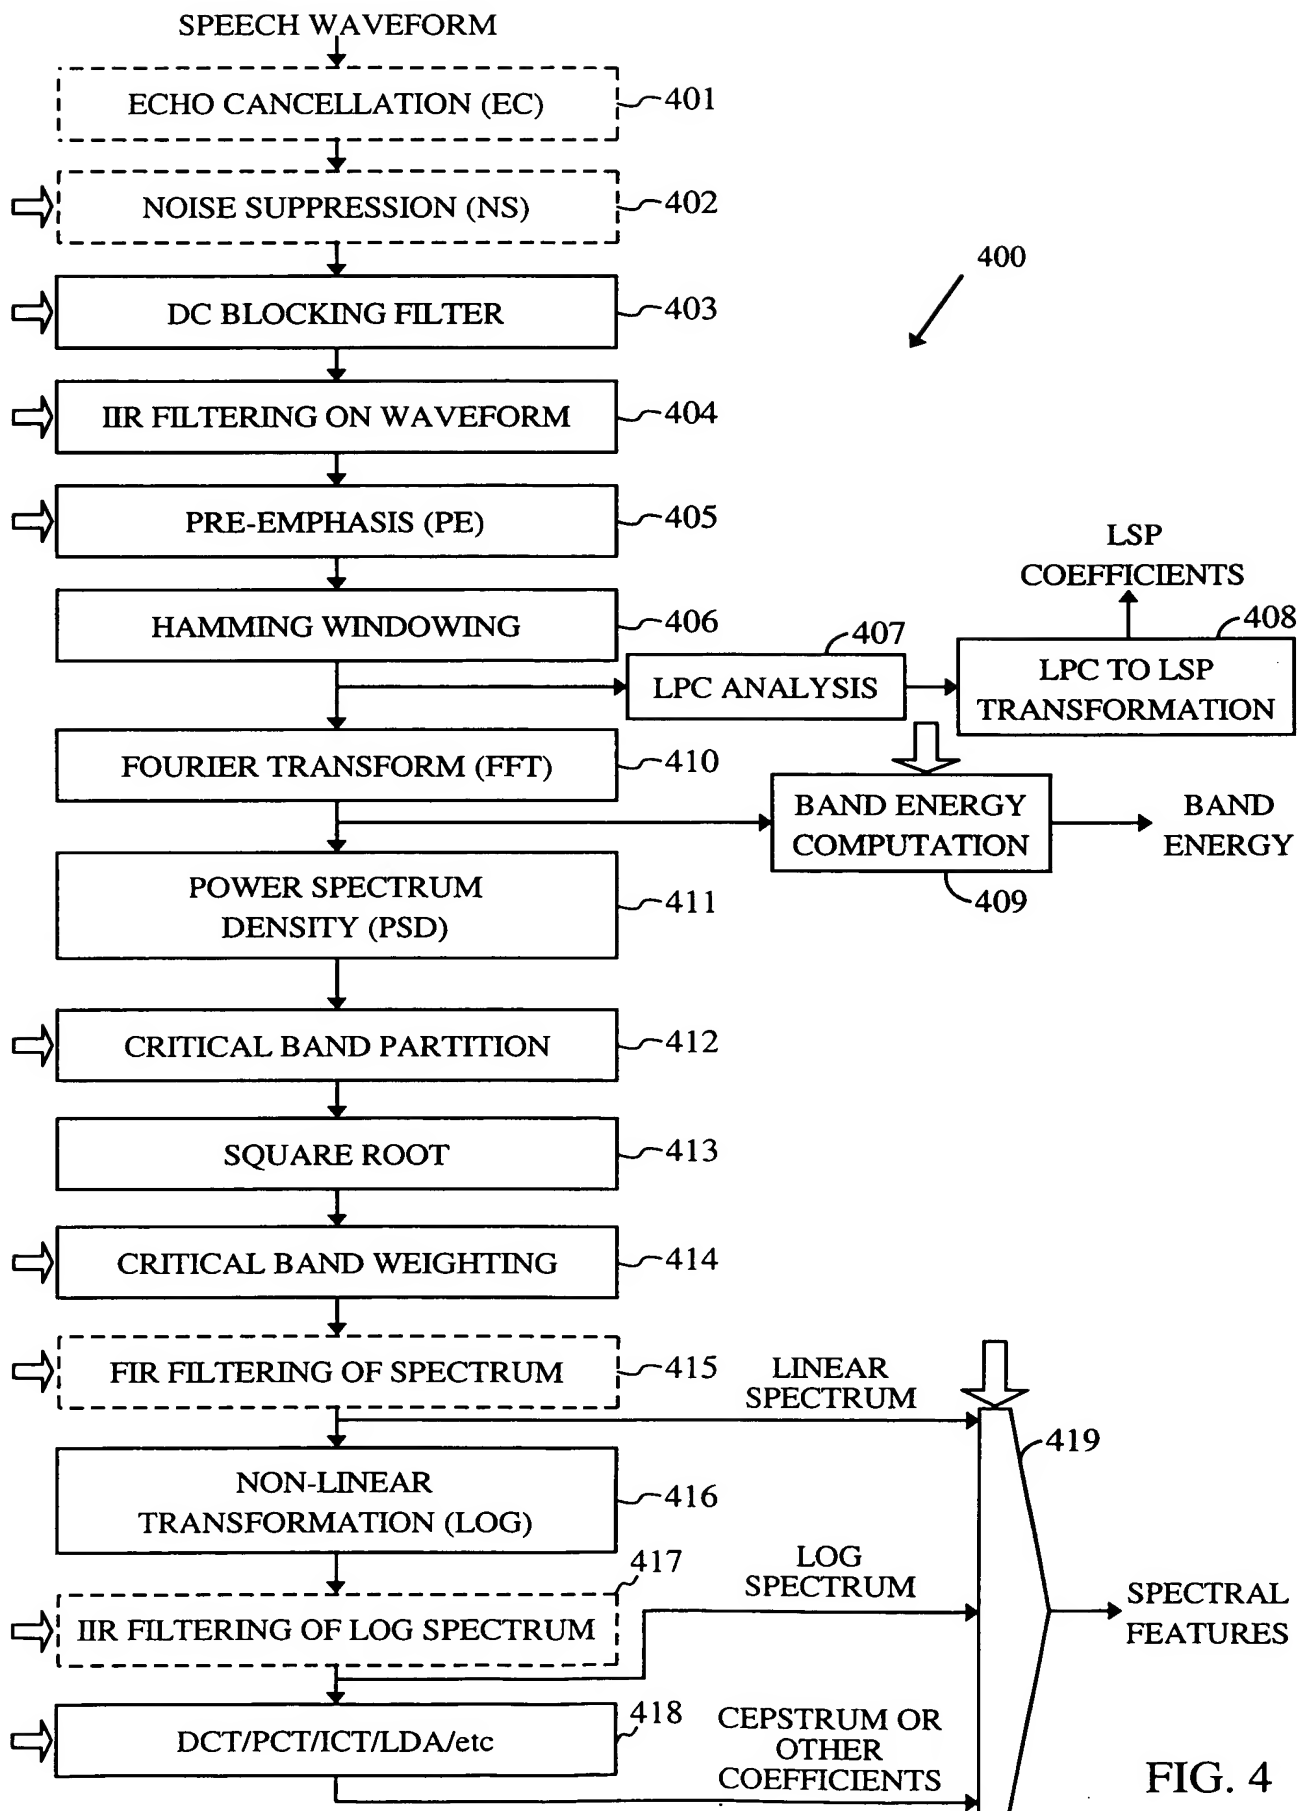 SPEECH WAVEFORM
ECHO CANCELLATION (EC)
401
NOISE SUPPRESSION (NS)
402
400
DC BLOCKING FILTER
403
IIR FILTERING ON WAVEFORM
404
PRE-EMPHASIS (PE)
405
LSP
COEFFICIENTS
HAMMING WINDOWING
406
407
408
LPC ANALYSIS
LPC TO LSP
TRANSFORMATION
FOURIER TRANSFORM (FFT)
410
BAND ENERGY
COMPUTATION
409
BAND
ENERGY
POWER SPECTRUM
DENSITY (PSD)
411
CRITICAL BAND PARTITION
412
SQUARE ROOT
413
CRITICAL BAND WEIGHTING
414
FIR FILTERING OF SPECTRUM
415
LINEAR
SPECTRUM
419
NON-LINEAR
TRANSFORMATION (LOG)
416
417
LOG
SPECTRUM
IIR FILTERING OF LOG SPECTRUM
SPECTRAL
FEATURES
DCT/PCT/ICT/LDA/etc
418
CEPSTRUM OR
OTHER
COEFFICIENTS
FIG. 4